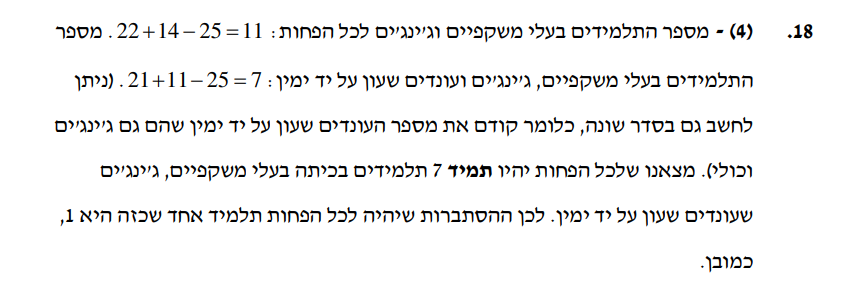 18. (4) - מספר התלמידים בעלי משקפיים וג'ינג'ים לכל הפחות: 22+14−25=11. מספר
התלמידים בעלי משקפיים, ג'ינג'ים ועונדים שעון על יד ימין: 21+11−25=7. (ניתן
לחשב גם בסדר שונה, כלומר קודם את מספר העונדים שעון על יד ימין שהם גם ג'ינג'ים
וכולי). מצאנו שלכל הפחות יהיו תמיד 7 תלמידים בכיתה בעלי משקפיים, ג'ינג'ים
שעונדים שעון על יד ימין. לכן ההסתברות שיהיה לכל הפחות תלמיד אחד שכזה היא 1,
כמובן.